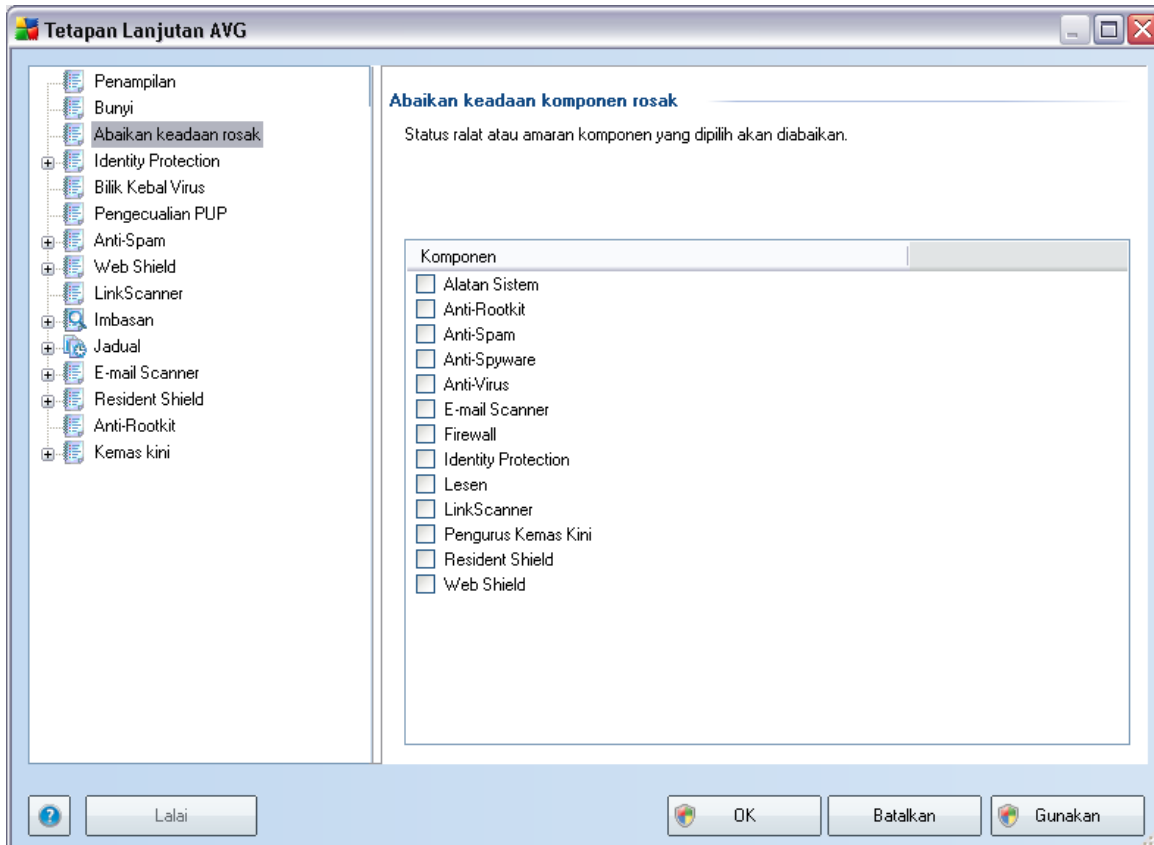 Tetapan Lanjutan AVG
Penampilan
Bunyi
Abaikan keadaan rosak
Identity Protection
Bilik Kebal Virus
Pengecualian PUP
Anti-Spam
Web Shield
LinkScanner
Imbasan
Jadual
E-mail Scanner
Resident Shield
Anti-Rootkit
Kemas kini
Abaikan keadaan komponen rosak
Status ralat atau amaran komponen yang dipilih akan diabaikan.
Komponen
Alatan Sistem
Anti-Rootkit
Anti-Spam
Anti-Spyware
Anti-Virus
E-mail Scanner
Firewall
Identity Protection
Lesen
LinkScanner
Pengurus Kemas Kini
Resident Shield
Web Shield
Lalai
OK
Batalkan
Gunakan